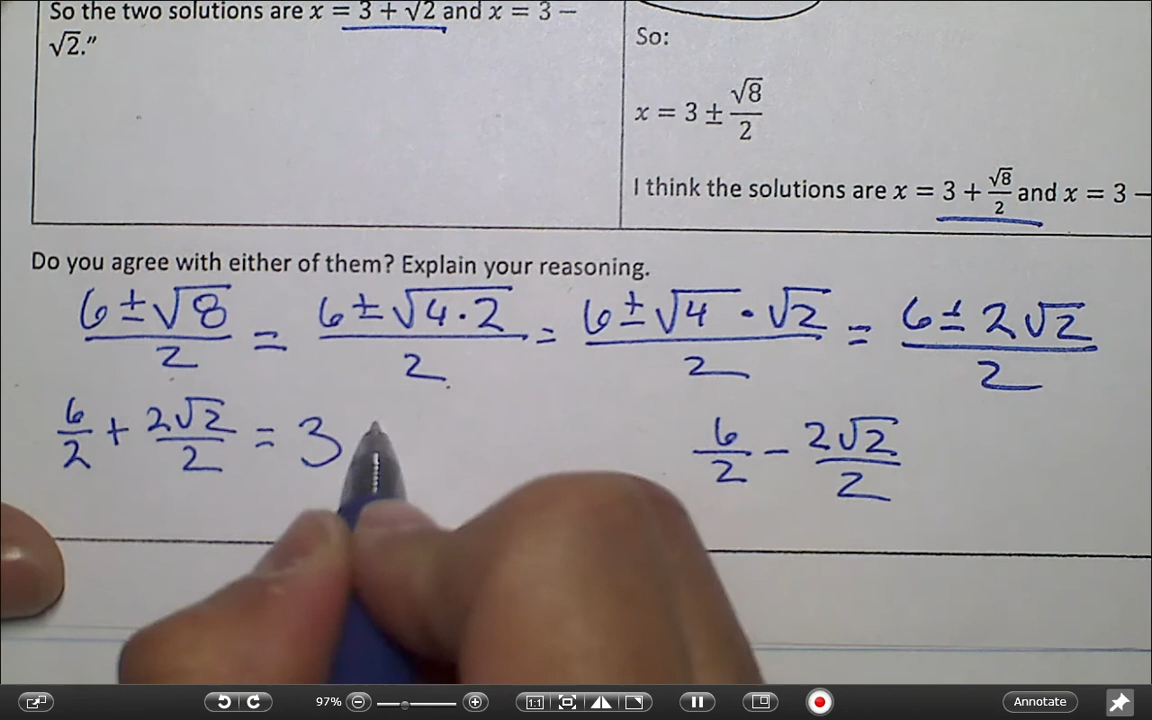 So the two solutions are x = 3 + √2 and x = 3 −
√2.”
So:
x = 3 ± √8/2
I think the solutions are x = 3 + √8/2 and x = 3 −
Do you agree with either of them? Explain your reasoning.
(6 ± √8)/2 = (6 ± √(4·2))/2 = (6 ± √4 · √2)/2 = (6 ± 2√2)/2
6/2 + 2√2/2 = 3
6/2 − 2√2/2
97%
1:1
Annotate